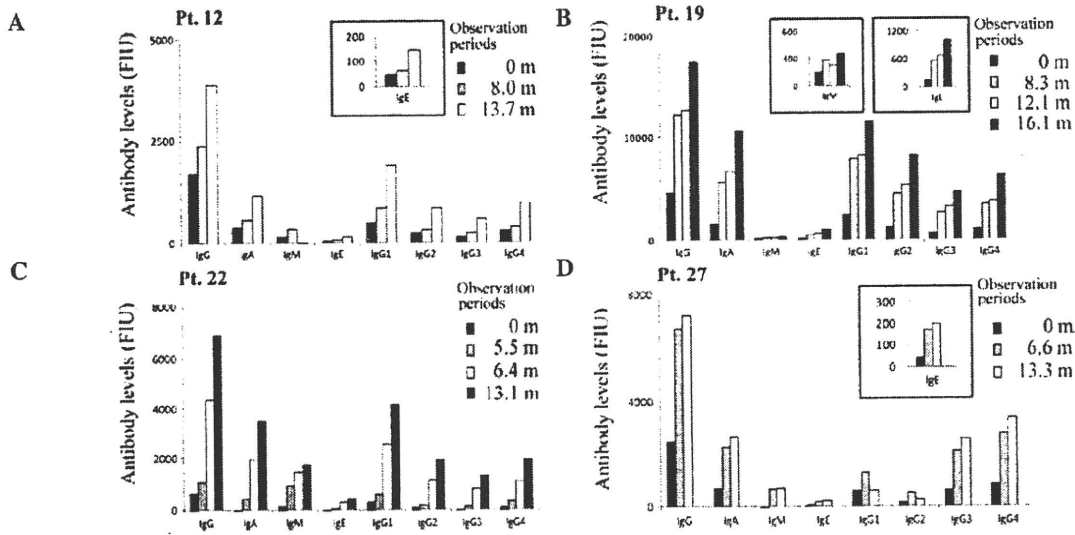 A
Pt. 12
Antibody levels (FIU)
5000
2500
0
200
100
0
IgE
Observation
periods
0 m
8.0 m
13.7 m
IgG IgA IgM IgE IgG1 IgG2 IgG3 IgG4
B
Pt. 19
Antibody levels (FIU)
20000
10000
0
600
400
0
IgM
1200
600
0
IgE
Observation
periods
0 m
8.3 m
12.1 m
16.1 m
IgG IgA IgM IgE IgG1 IgG2 IgG3 IgG4
C
Pt. 22
Antibody levels (FIU)
8000
6000
4000
2000
0
Observation
periods
0 m
5.5 m
6.4 m
13.1 m
IgG IgA IgM IgE IgG1 IgG2 IgG3 IgG4
D
Pt. 27
Antibody levels (FIU)
8000
4000
0
300
200
100
0
IgE
Observation
periods
0 m
6.6 m
13.3 m
IgG IgA IgM IgE IgG1 IgG2 IgG3 IgG4